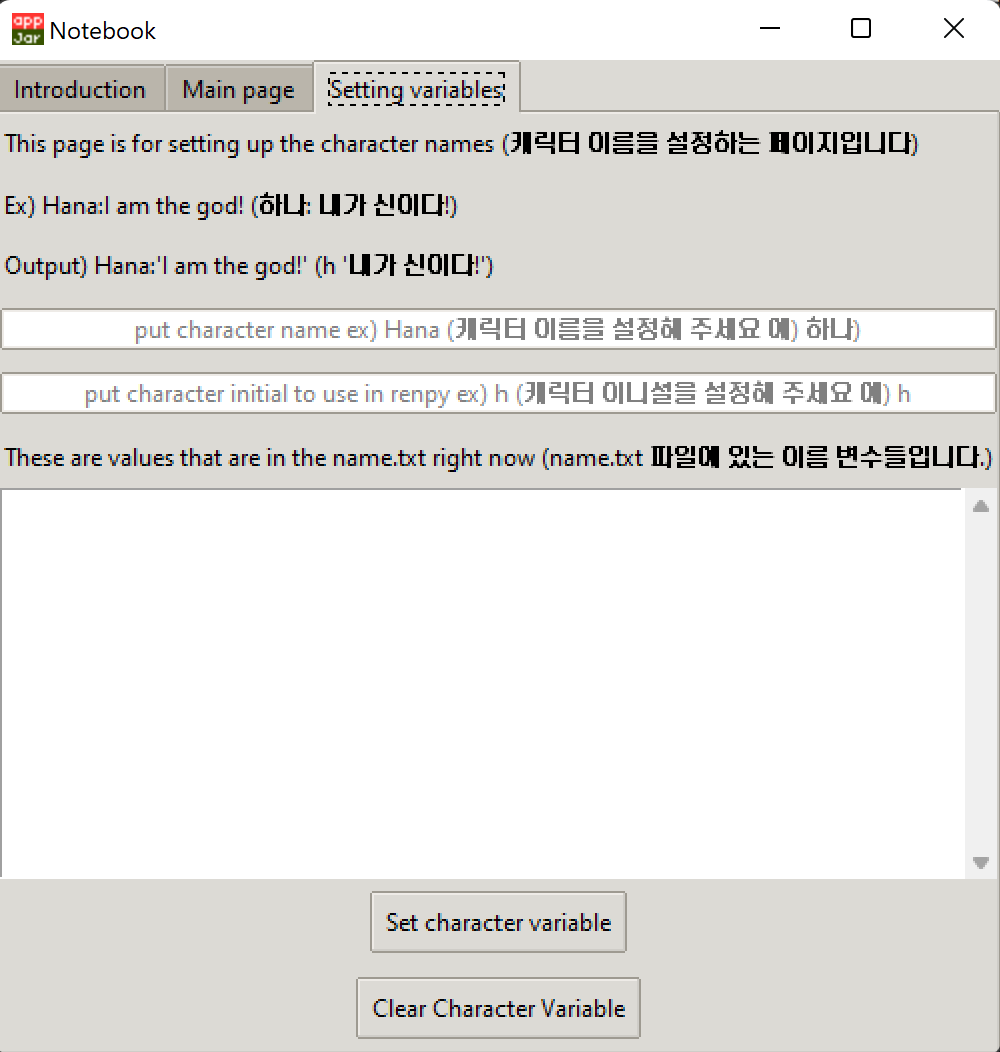 app
Jar
Notebook
Introduction
Main page
Setting variables
This page is for setting up the character names (캐릭터 이름을 설정하는 페이지입니다)
Ex) Hana:I am the god! (하나: 내가 신이다!)
Output) Hana:'I am the god!' (h '내가 신이다!')
put character name ex) Hana (캐릭터 이름을 설정해 주세요 예) 하나)
put character initial to use in renpy ex) h (캐릭터 이니셜을 설정해 주세요 예) h
These are values that are in the name.txt right now (name.txt 파일에 있는 이름 변수들입니다.)
Set character variable
Clear Character Variable